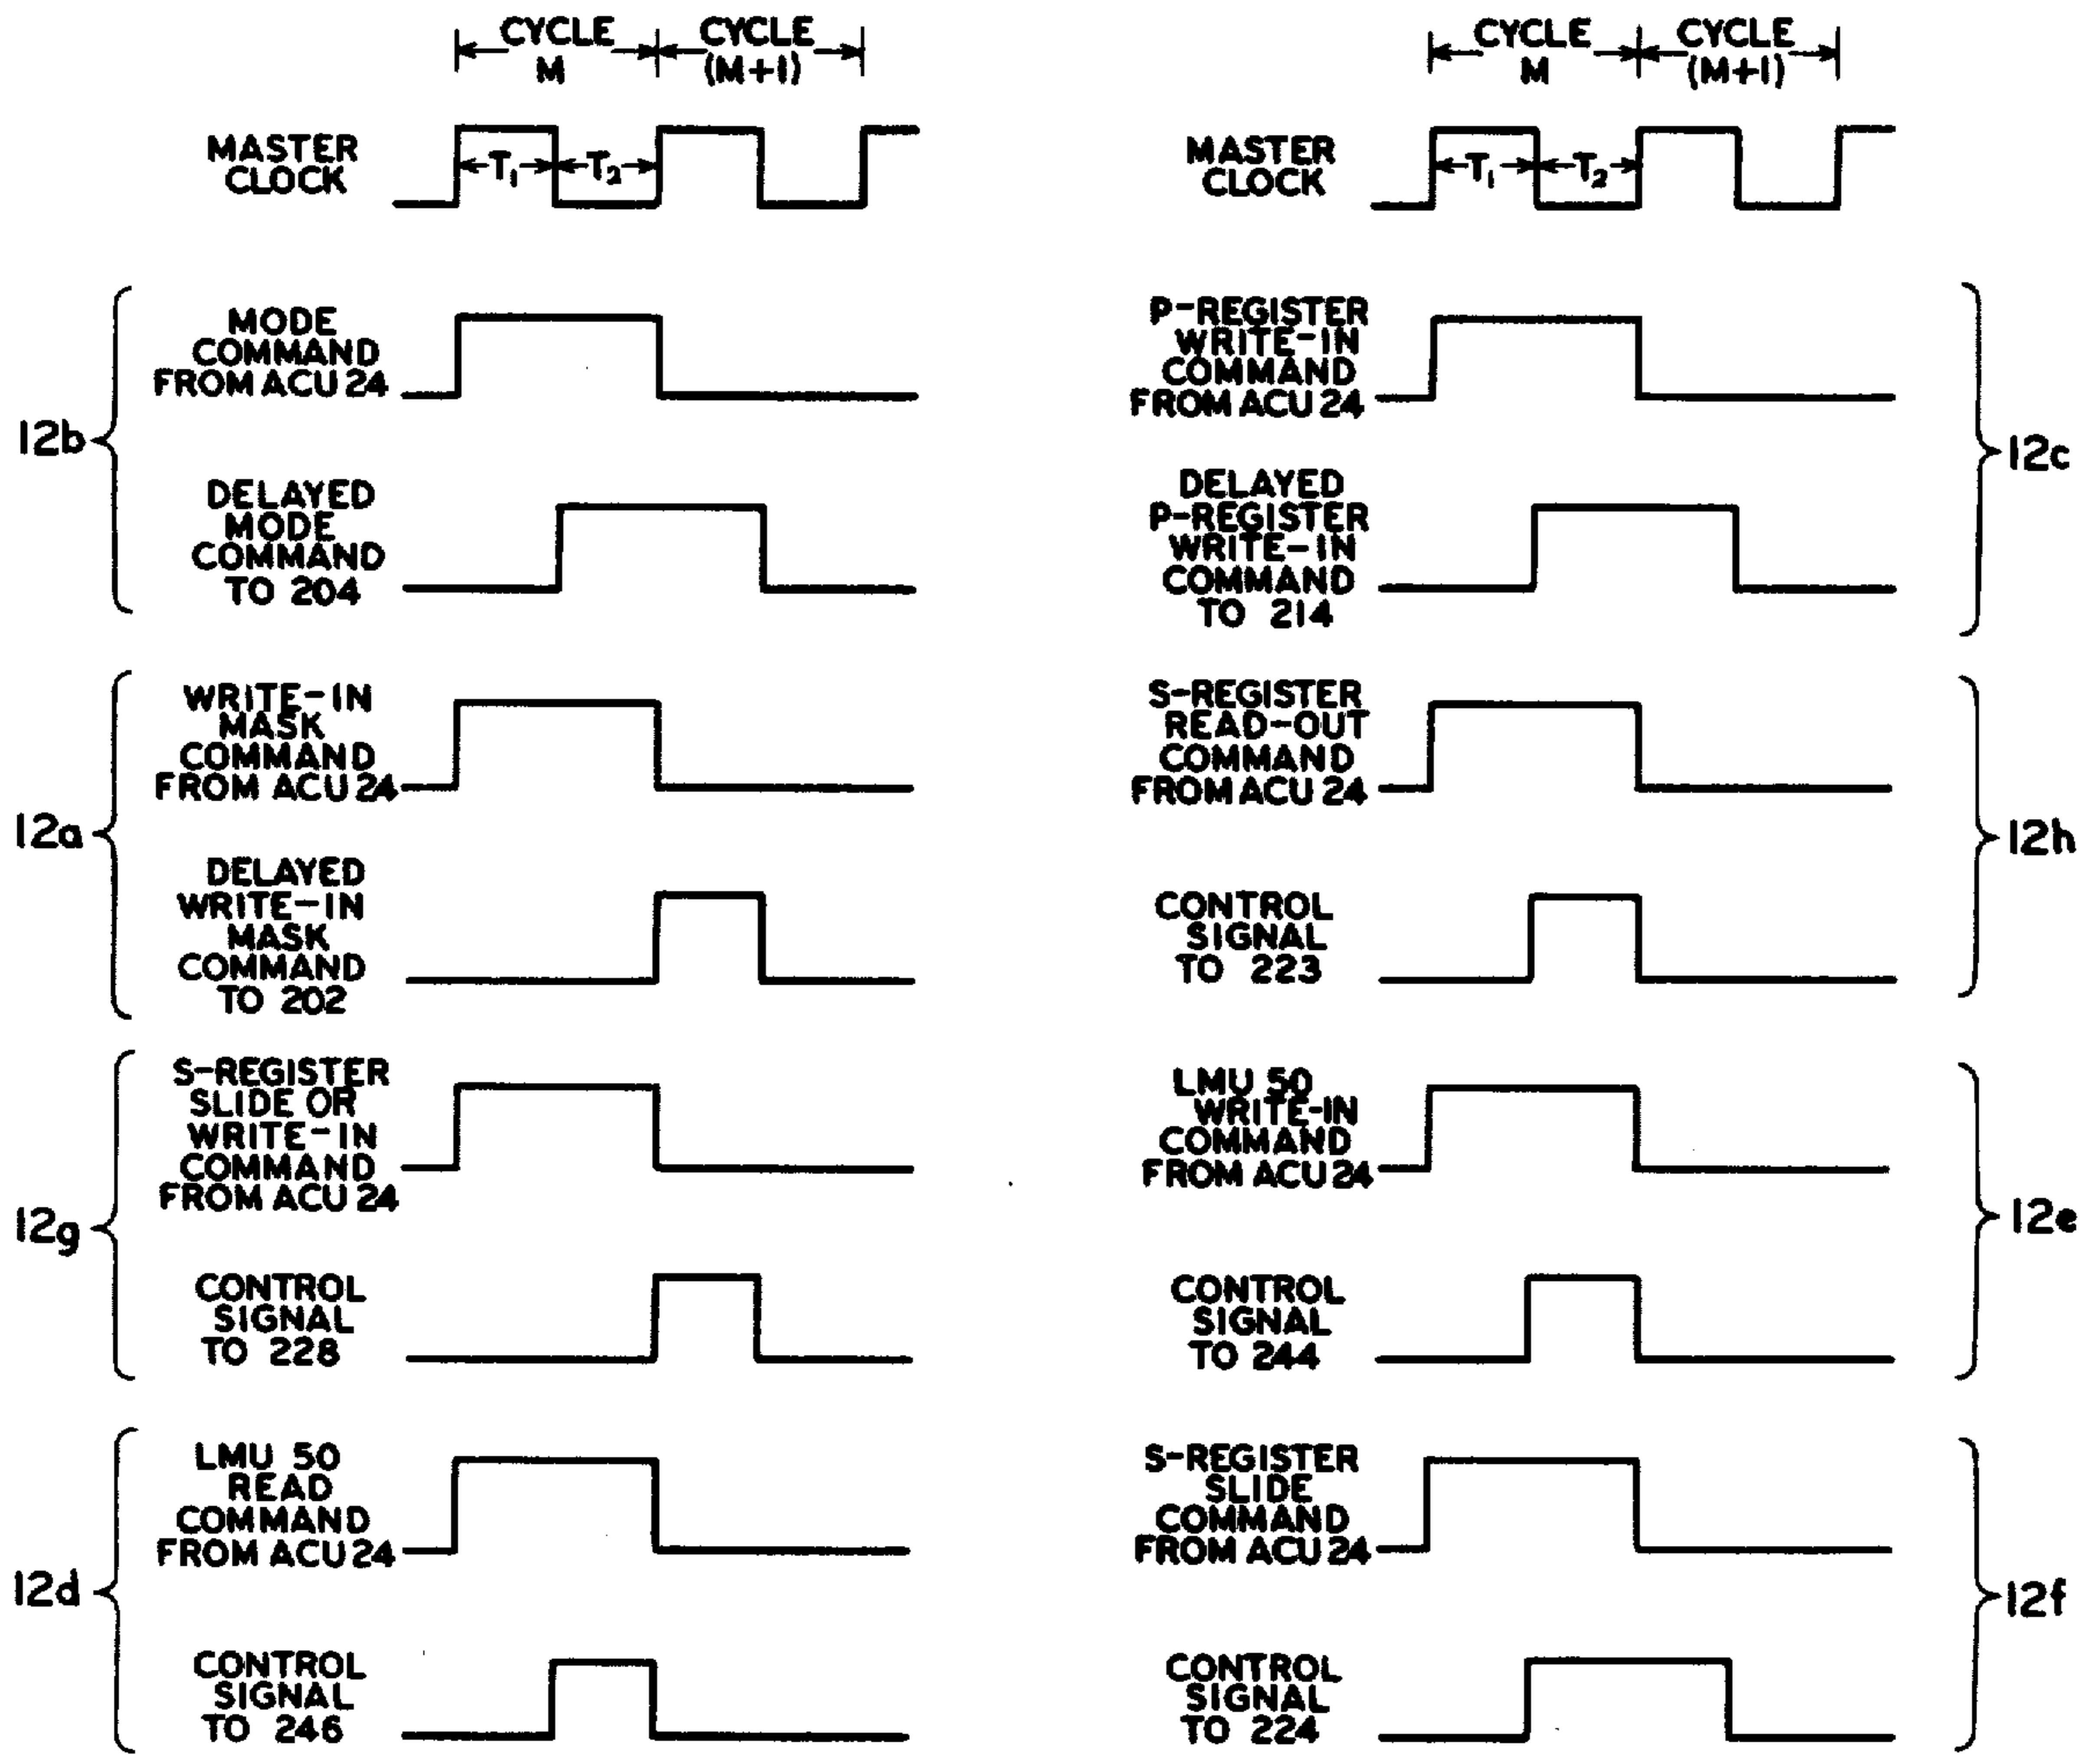 CYCLE
M
CYCLE
(M+1)
MASTER
CLOCK
T1
T2
12b
MODE
COMMAND
FROM ACU 24
DELAYED
MODE
COMMAND
TO 204
12a
WRITE-IN
MASK
COMMAND
FROM ACU 24
DELAYED
WRITE-IN
MASK
COMMAND
TO 202
12g
S-REGISTER
SLIDE OR
WRITE-IN
COMMAND
FROM ACU 24
CONTROL
SIGNAL
TO 228
12d
LMU 50
READ
COMMAND
FROM ACU 24
CONTROL
SIGNAL
TO 246
CYCLE
M
CYCLE
(M+1)
MASTER
CLOCK
T1
T2
P-REGISTER
WRITE-IN
COMMAND
FROM ACU 24
12c
DELAYED
P-REGISTER
WRITE-IN
COMMAND
TO 214
S-REGISTER
READ-OUT
COMMAND
FROM ACU 24
12h
CONTROL
SIGNAL
TO 223
LMU 50
WRITE-IN
COMMAND
FROM ACU 24
12e
CONTROL
SIGNAL
TO 244
S-REGISTER
SLIDE
COMMAND
FROM ACU 24
12f
CONTROL
SIGNAL
TO 224